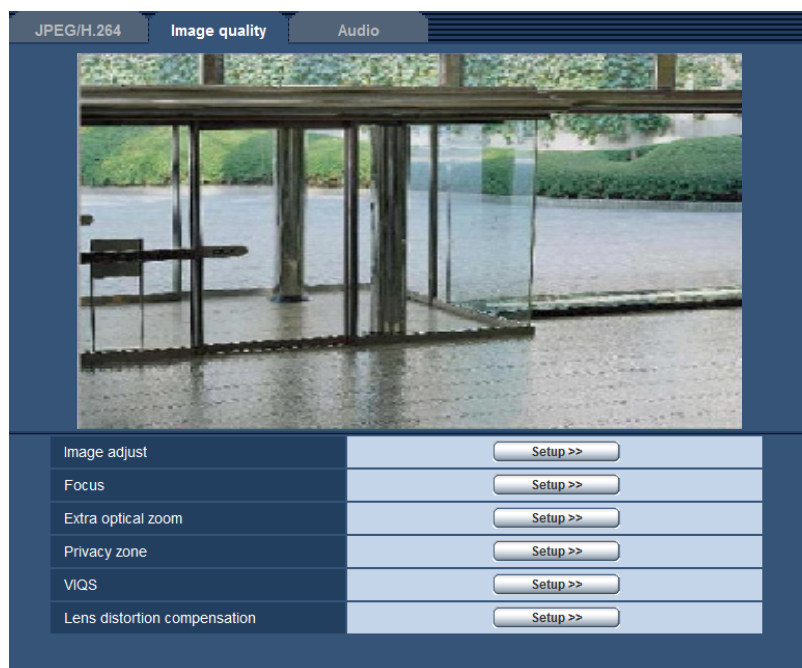 JPEG/H.264 Image quality Audio
Image adjust Setup >>
Focus Setup >>
Extra optical zoom Setup >>
Privacy zone Setup >>
VIQS Setup >>
Lens distortion compensation Setup >>